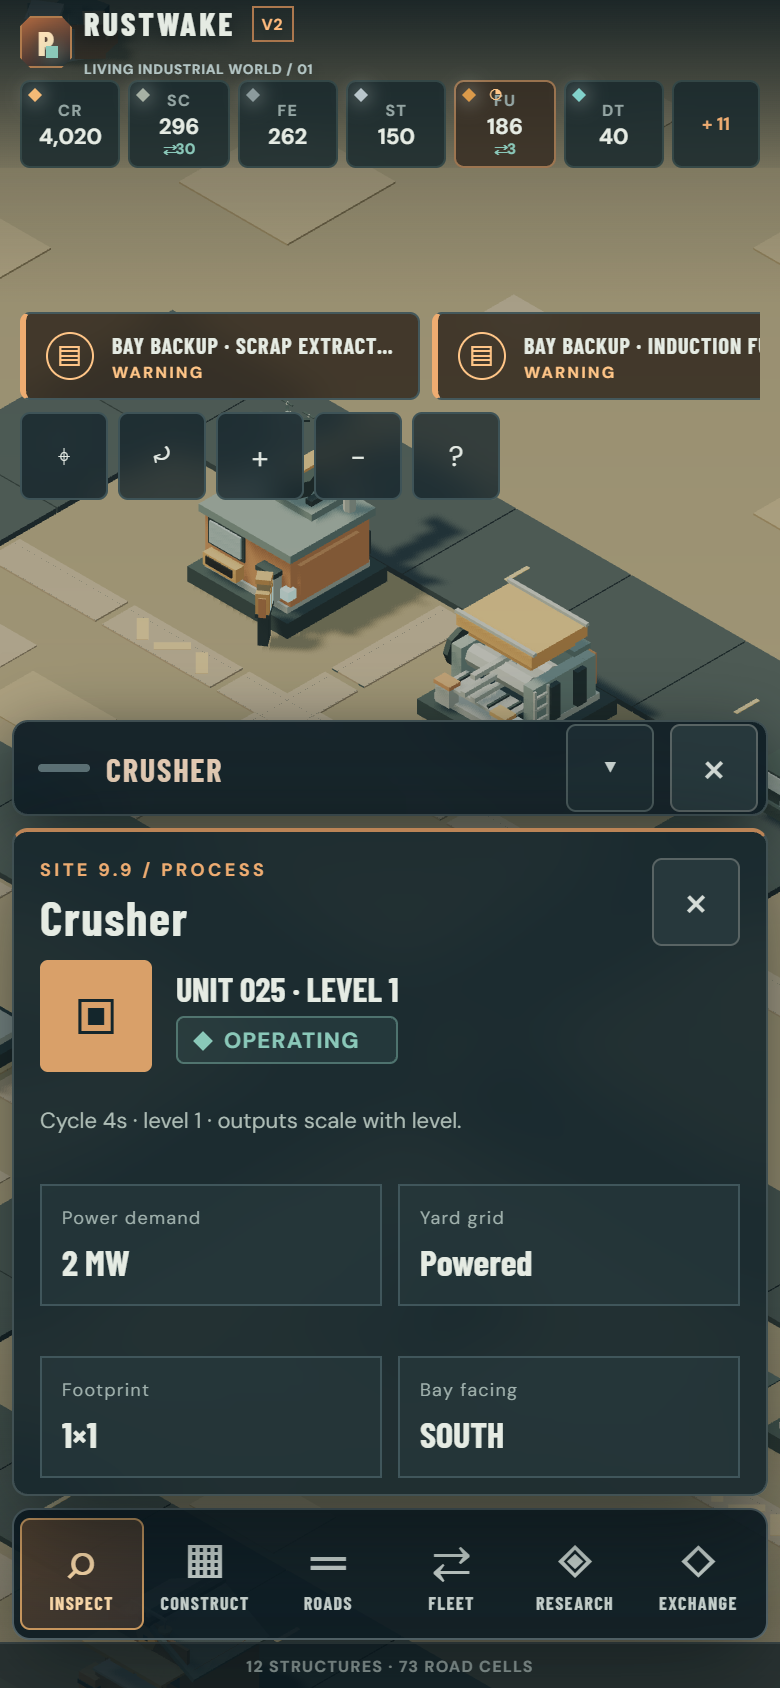 RUSTWAKE V2
LIVING INDUSTRIAL WORLD / 01
CR
4,020
SC
296
⇄30
FE
262
ST
150
FU
186
⇄3
DT
40
+ 11
BAY BACKUP · SCRAP EXTRACT...
WARNING
BAY BACKUP · INDUCTION FU
WARNING
+ - ?
CRUSHER
SITE 9.9 / PROCESS
Crusher
UNIT 025 · LEVEL 1
OPERATING
Cycle 4s · level 1 · outputs scale with level.
Power demand
2 MW
Yard grid
Powered
Footprint
1×1
Bay facing
SOUTH
INSPECT CONSTRUCT ROADS FLEET RESEARCH EXCHANGE
12 STRUCTURES · 73 ROAD CELLS